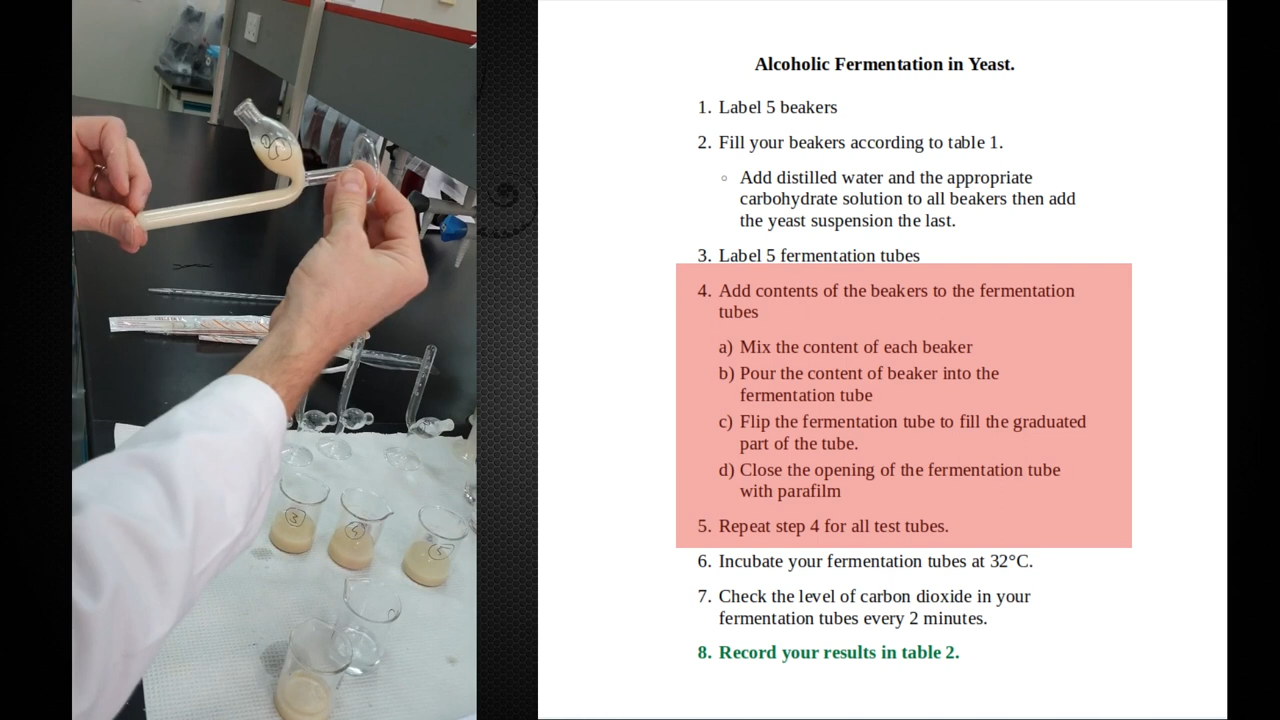 Alcoholic Fermentation in Yeast.
1. Label 5 beakers
2. Fill your beakers according to table 1.
○ Add distilled water and the appropriate
carbohydrate solution to all beakers then add
the yeast suspension the last.
3. Label 5 fermentation tubes
4. Add contents of the beakers to the fermentation
tubes
a) Mix the content of each beaker
b) Pour the content of beaker into the
fermentation tube
c) Flip the fermentation tube to fill the graduated
part of the tube.
d) Close the opening of the fermentation tube
with parafilm
5. Repeat step 4 for all test tubes.
6. Incubate your fermentation tubes at 32°C.
7. Check the level of carbon dioxide in your
fermentation tubes every 2 minutes.
8. Record your results in table 2.
3
4
5